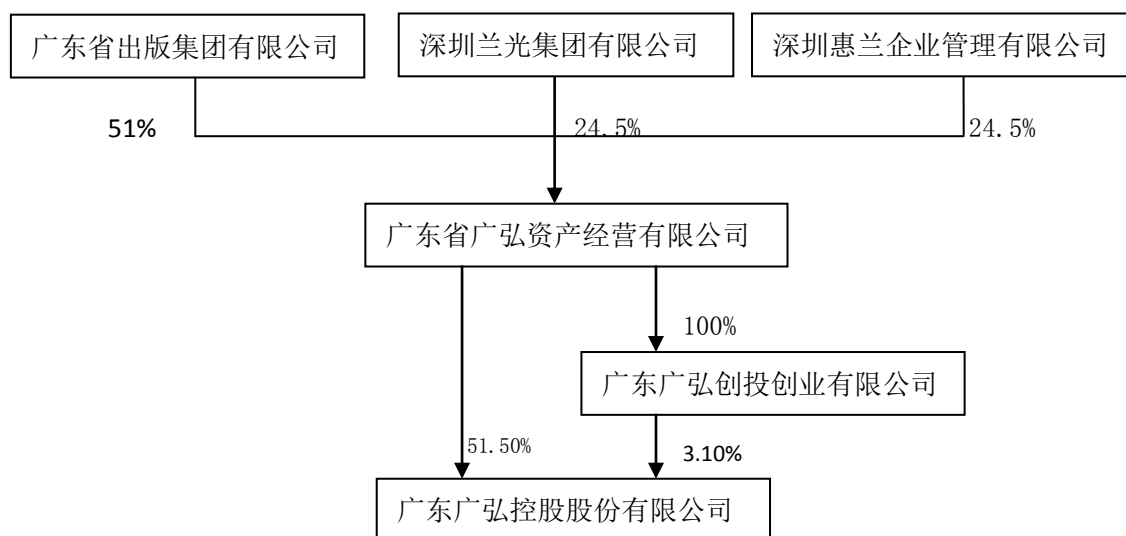 广东省出版集团有限公司
深圳兰光集团有限公司
深圳惠兰企业管理有限公司
51%
24.5%
24.5%
广东省广弘资产经营有限公司
100%
广东广弘创投创业有限公司
51.50%
3.10%
广东广弘控股股份有限公司